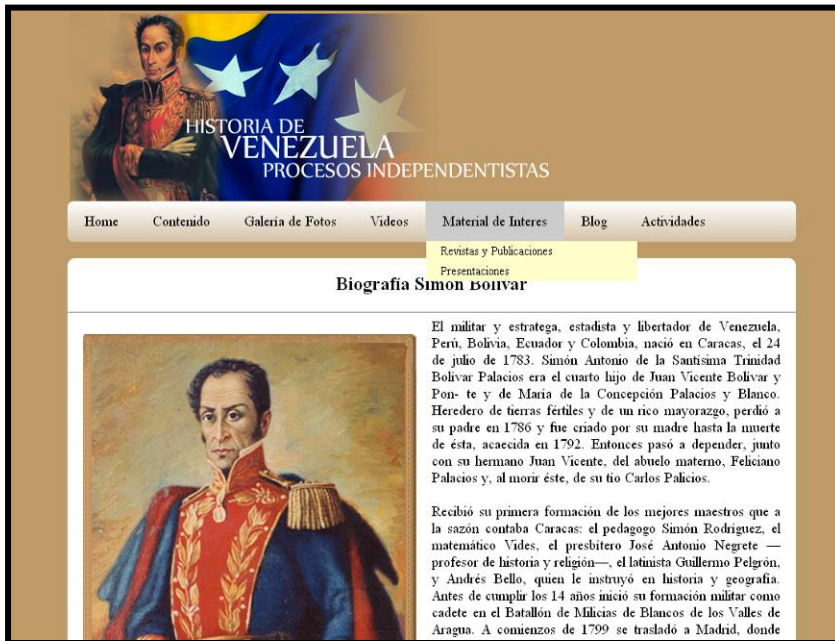 HISTORIA DE
VENEZUELA
PROCESOS INDEPENDENTISTAS
Home Contenido Galería de Fotos Videos Material de Interes Blog Actividades
Revistas y Publicaciones
Presentaciones
Biografía Simón Bolívar
El militar y estratega, estadista y libertador de Venezuela,
Perú, Bolivia, Ecuador y Colombia, nació en Caracas, el 24
de julio de 1783. Simón Antonio de la Santísima Trinidad
Bolívar Palacios era el cuarto hijo de Juan Vicente Bolívar y
Pon- te y de María de la Concepción Palacios y Blanco.
Heredero de tierras fértiles y de un rico mayorazgo, perdió a
su padre en 1786 y fue criado por su madre hasta la muerte
de ésta, acaecida en 1792. Entonces pasó a depender, junto
con su hermano Juan Vicente, del abuelo materno, Feliciano
Palacios y, al morir éste, de su tío Carlos Palicios.
Recibió su primera formación de los mejores maestros que a
la sazón contaba Caracas: el pedagogo Simón Rodríguez, el
matemático Vides, el presbítero José Antonio Negrete —
profesor de historia y religión—, el latinista Guillermo Pelgrón,
y Andrés Bello, quien le instruyó en historia y geografía.
Antes de cumplir los 14 años inició su formación militar como
cadete en el Batallón de Milicias de Blancos de los Valles de
Aragua. A comienzos de 1799 se trasladó a Madrid, donde